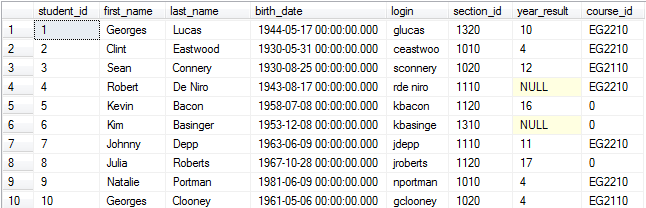 student_id first_name last_name birth_date login section_id year_result course_id
1 1 Georges Lucas 1944-05-17 00:00:00.000 glucas 1320 10 EG2210
2 2 Clint Eastwood 1930-05-31 00:00:00.000 ceastwoo 1010 4 EG2210
3 3 Sean Connery 1930-08-25 00:00:00.000 sconnery 1020 12 EG2110
4 4 Robert De Niro 1943-08-17 00:00:00.000 rde niro 1110 NULL EG2210
5 5 Kevin Bacon 1958-07-08 00:00:00.000 kbacon 1120 16 0
6 6 Kim Basinger 1953-12-08 00:00:00.000 kbasinge 1310 NULL 0
7 7 Johnny Depp 1963-06-09 00:00:00.000 jdepp 1110 11 EG2210
8 8 Julia Roberts 1967-10-28 00:00:00.000 jroberts 1120 17 0
9 9 Natalie Portman 1981-06-09 00:00:00.000 nportman 1010 4 EG2210
10 10 Georges Clooney 1961-05-06 00:00:00.000 gclooney 1020 4 EG2110